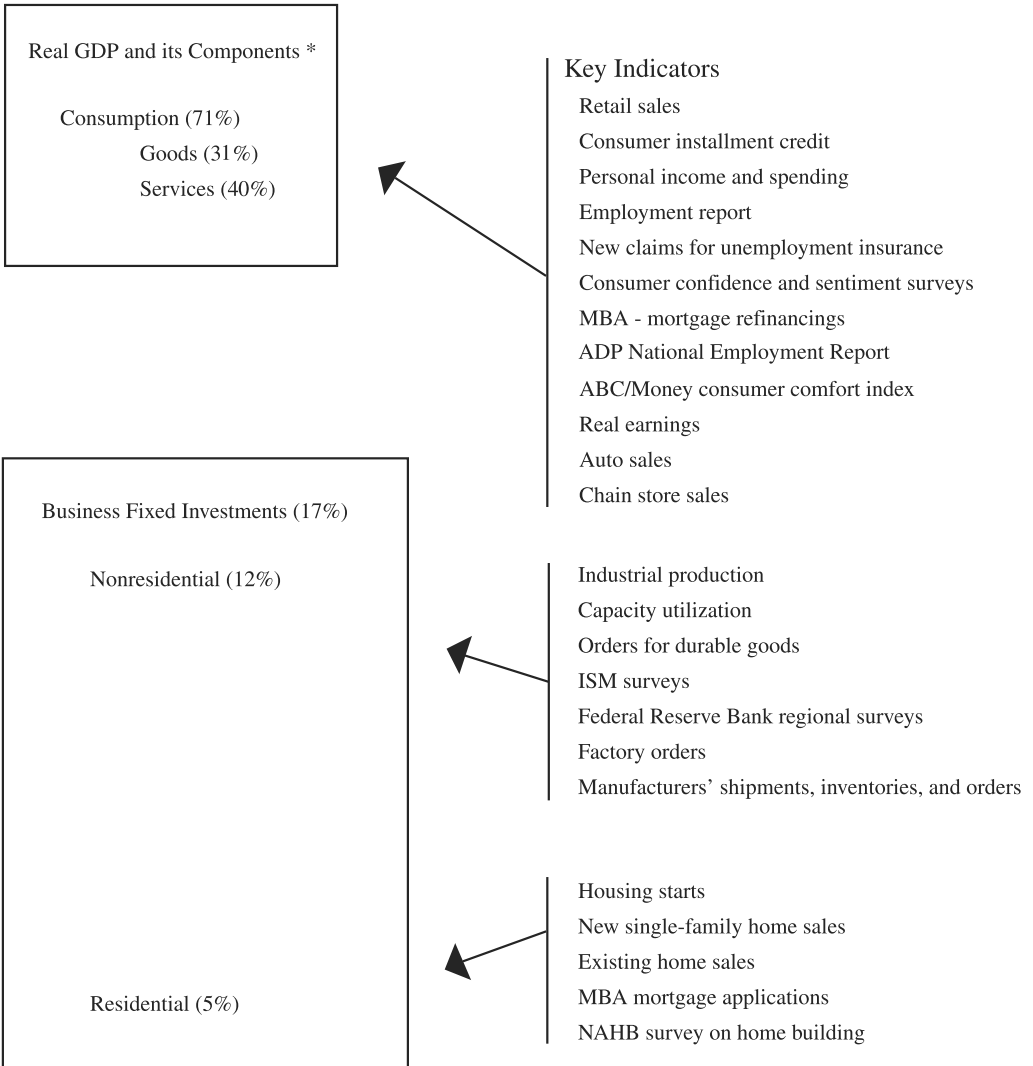 Real GDP and its Components *
Consumption (71%)
Goods (31%)
Services (40%)
Key Indicators
Retail sales
Consumer installment credit
Personal income and spending
Employment report
New claims for unemployment insurance
Consumer confidence and sentiment surveys
MBA - mortgage refinancings
ADP National Employment Report
ABC/Money consumer comfort index
Real earnings
Auto sales
Chain store sales
Business Fixed Investments (17%)
Nonresidential (12%)
Industrial production
Capacity utilization
Orders for durable goods
ISM surveys
Federal Reserve Bank regional surveys
Factory orders
Manufacturers’ shipments, inventories, and orders
Residential (5%)
Housing starts
New single-family home sales
Existing home sales
MBA mortgage applications
NAHB survey on home building